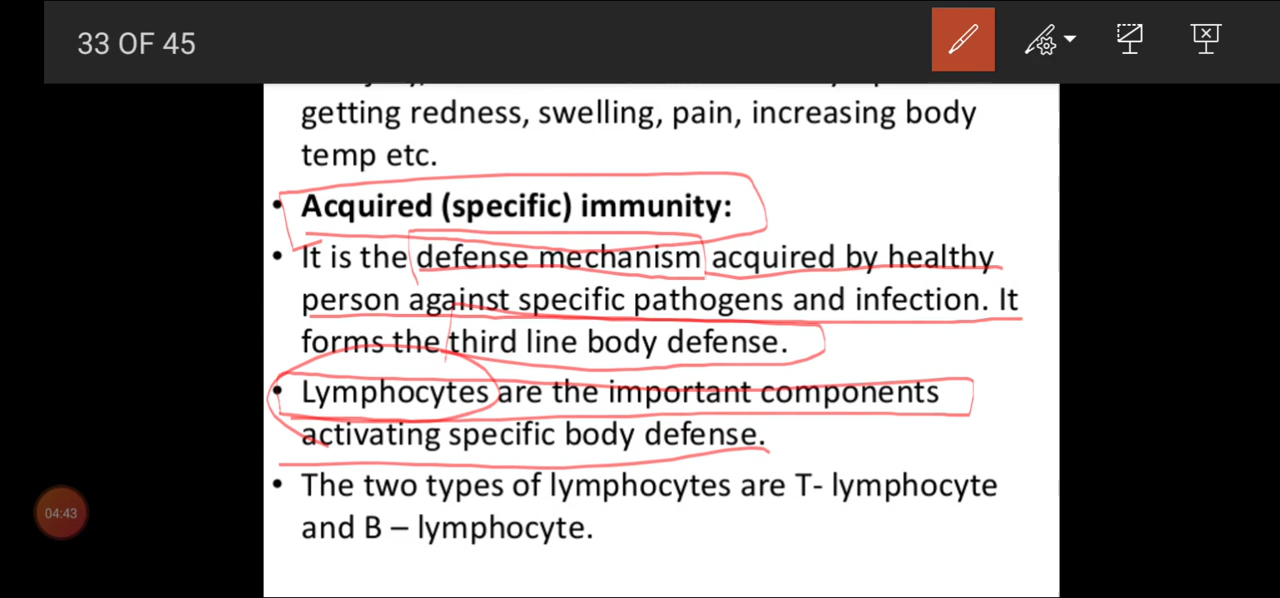 33 OF 45
getting redness, swelling, pain, increasing body
temp etc.
• Acquired (specific) immunity:
• It is the defense mechanism acquired by healthy
person against specific pathogens and infection. It
forms the third line body defense.
• Lymphocytes are the important components
activating specific body defense.
• The two types of lymphocytes are T- lymphocyte
and B – lymphocyte.
04:43